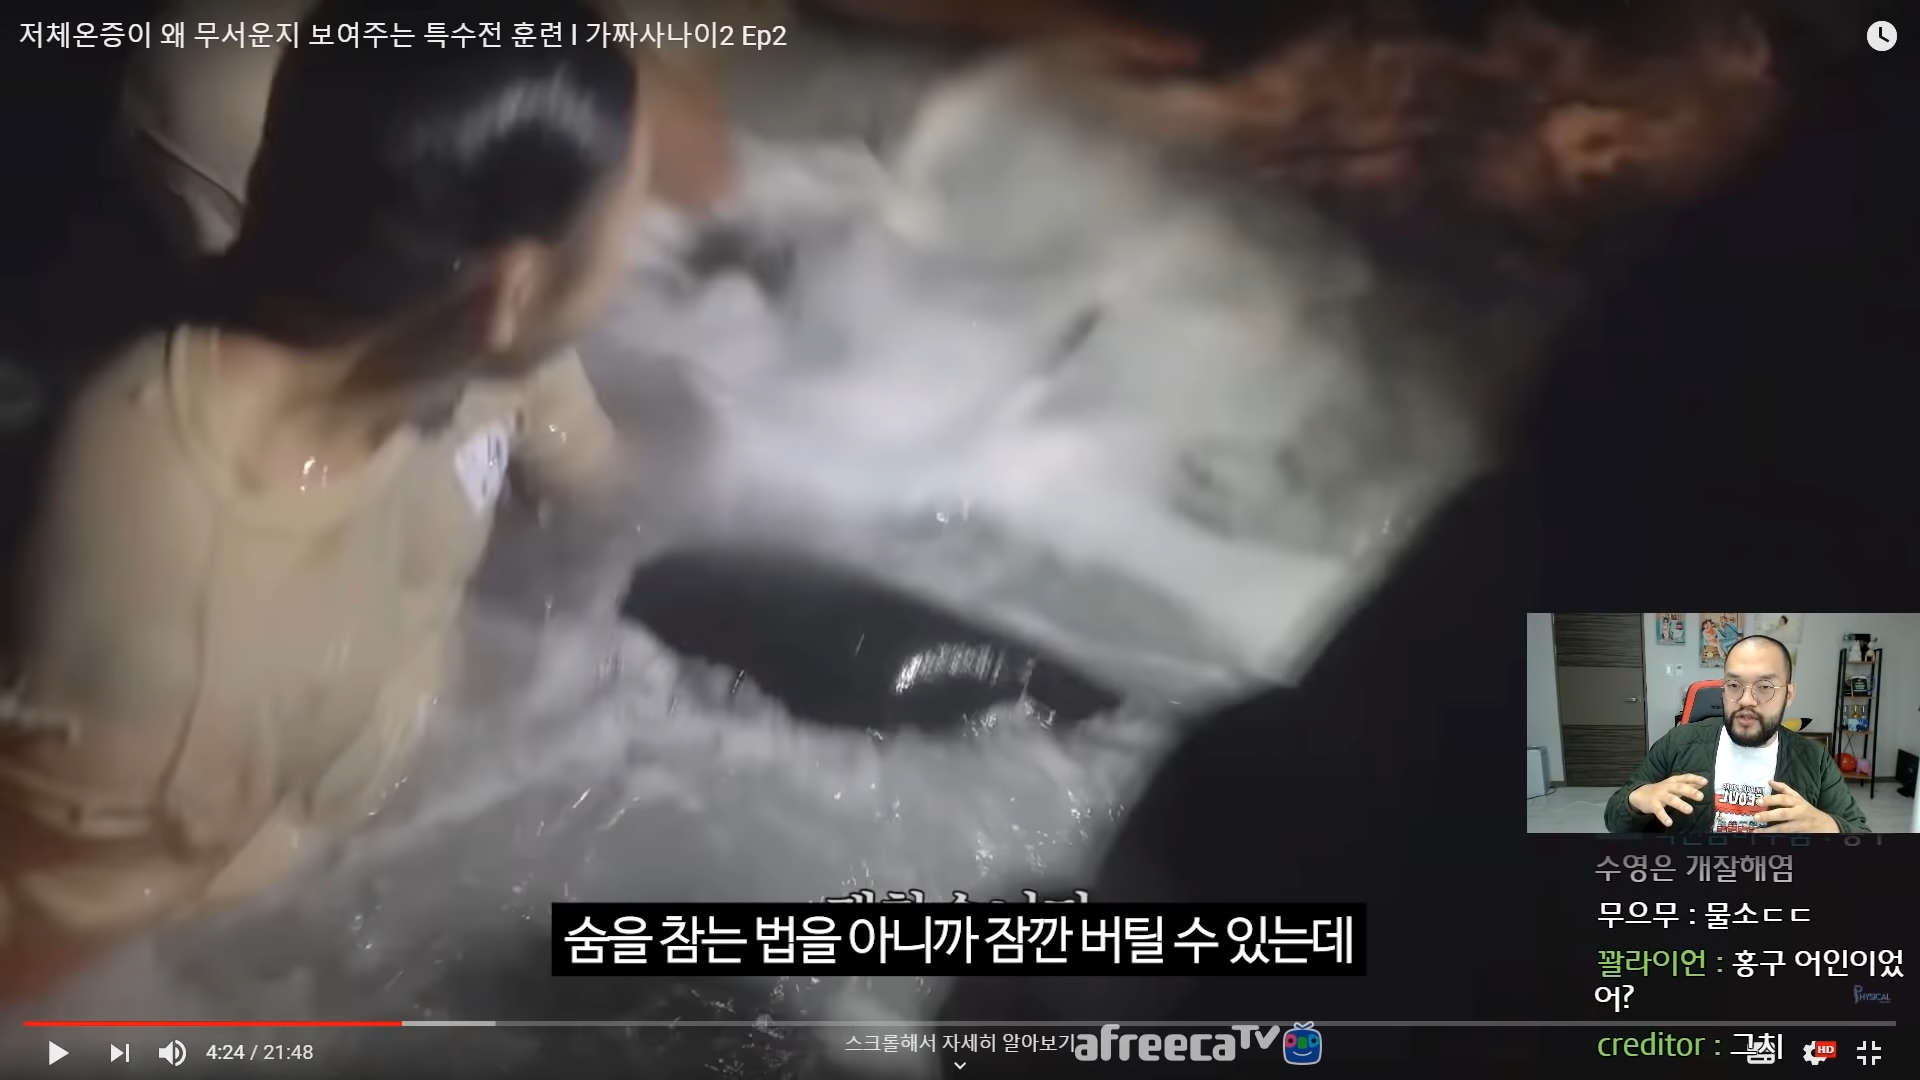 저체온증이 왜 무서운지 보여주는 특수전 훈련 I 가짜사나이2 Ep2
수영은 개잘해염
무으무 : 물소ㄷㄷ
꽐라이언 : 홍구 어인이었
어?
PHYSICAL
숨을 참는 법을 아니까 잠깐 버틸 수 있는데
4:24 / 21:48
스크롤해서 자세히 알아보기
afreecaTV
creditor :
HD